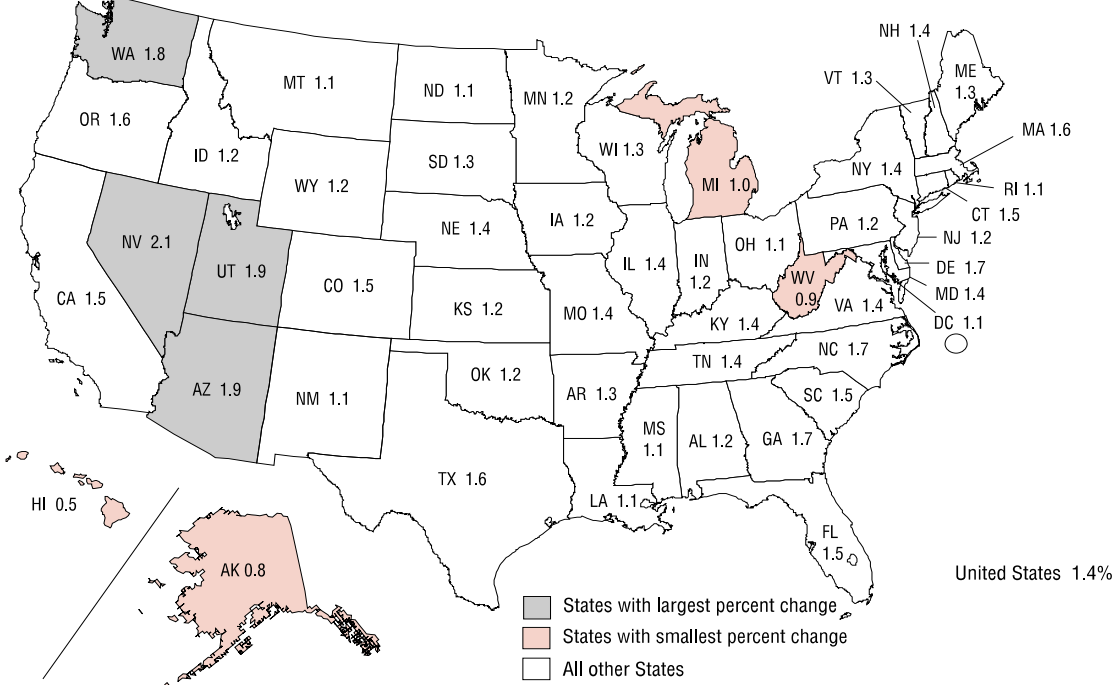 WA 1.8
OR 1.6
MT 1.1
ID 1.2
WY 1.2
NV 2.1
UT 1.9
CA 1.5
CO 1.5
AZ 1.9
NM 1.1
ND 1.1
SD 1.3
NE 1.4
KS 1.2
OK 1.2
TX 1.6
MN 1.2
IA 1.2
MO 1.4
AR 1.3
LA 1.1
WI 1.3
IL 1.4
MI 1.0
IN
1.2
OH 1.1
KY 1.4
TN 1.4
MS
1.1
AL 1.2
GA 1.7
FL
1.5
SC 1.5
NC 1.7
VA 1.4
WV
0.9
PA 1.2
NY 1.4
VT 1.3
NH 1.4
ME
1.3
MA 1.6
RI 1.1
CT 1.5
NJ 1.2
DE 1.7
MD 1.4
DC 1.1
HI 0.5
AK 0.8
United States 1.4%
States with largest percent change
States with smallest percent change
All other States